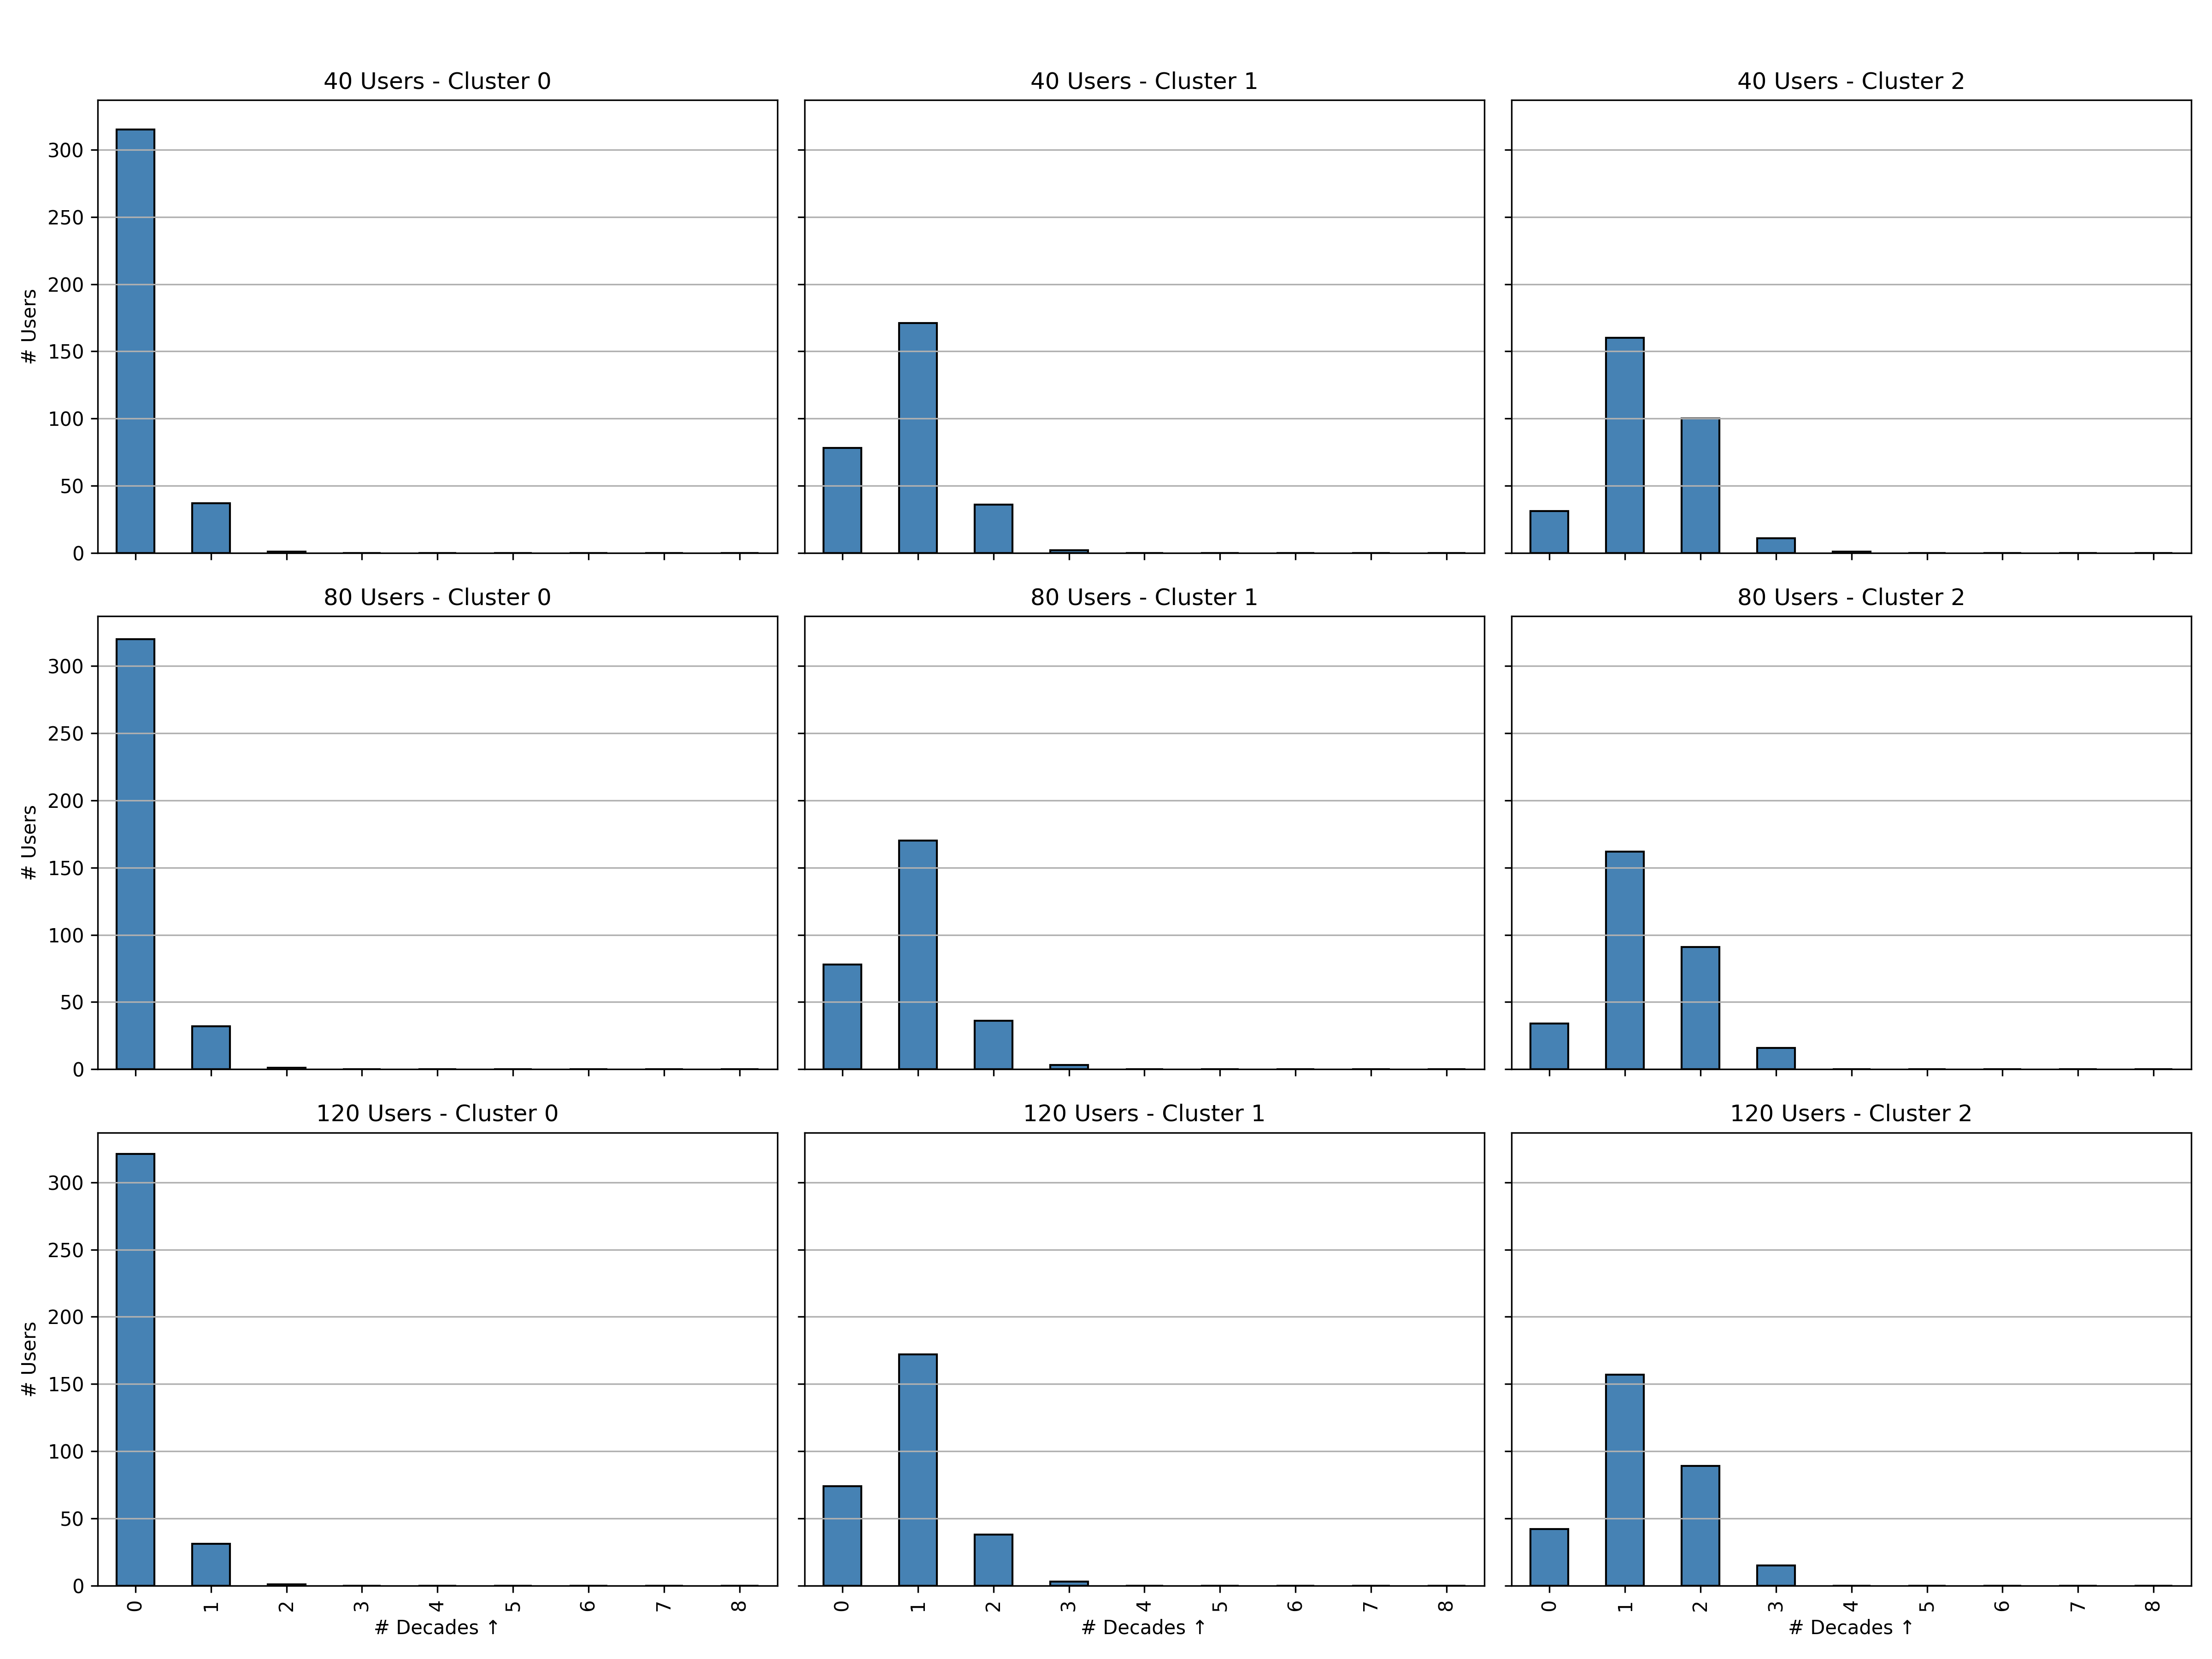 40 Users - Cluster 0
40 Users - Cluster 1
40 Users - Cluster 2
# Users
300
250
200
150
100
50
0
80 Users - Cluster 0
80 Users - Cluster 1
80 Users - Cluster 2
# Users
300
250
200
150
100
50
0
120 Users - Cluster 0
120 Users - Cluster 1
120 Users - Cluster 2
# Users
300
250
200
150
100
50
0
0 1 2 3 4 5 6 7 8
# Decades ↑
0 1 2 3 4 5 6 7 8
# Decades ↑
0 1 2 3 4 5 6 7 8
# Decades ↑